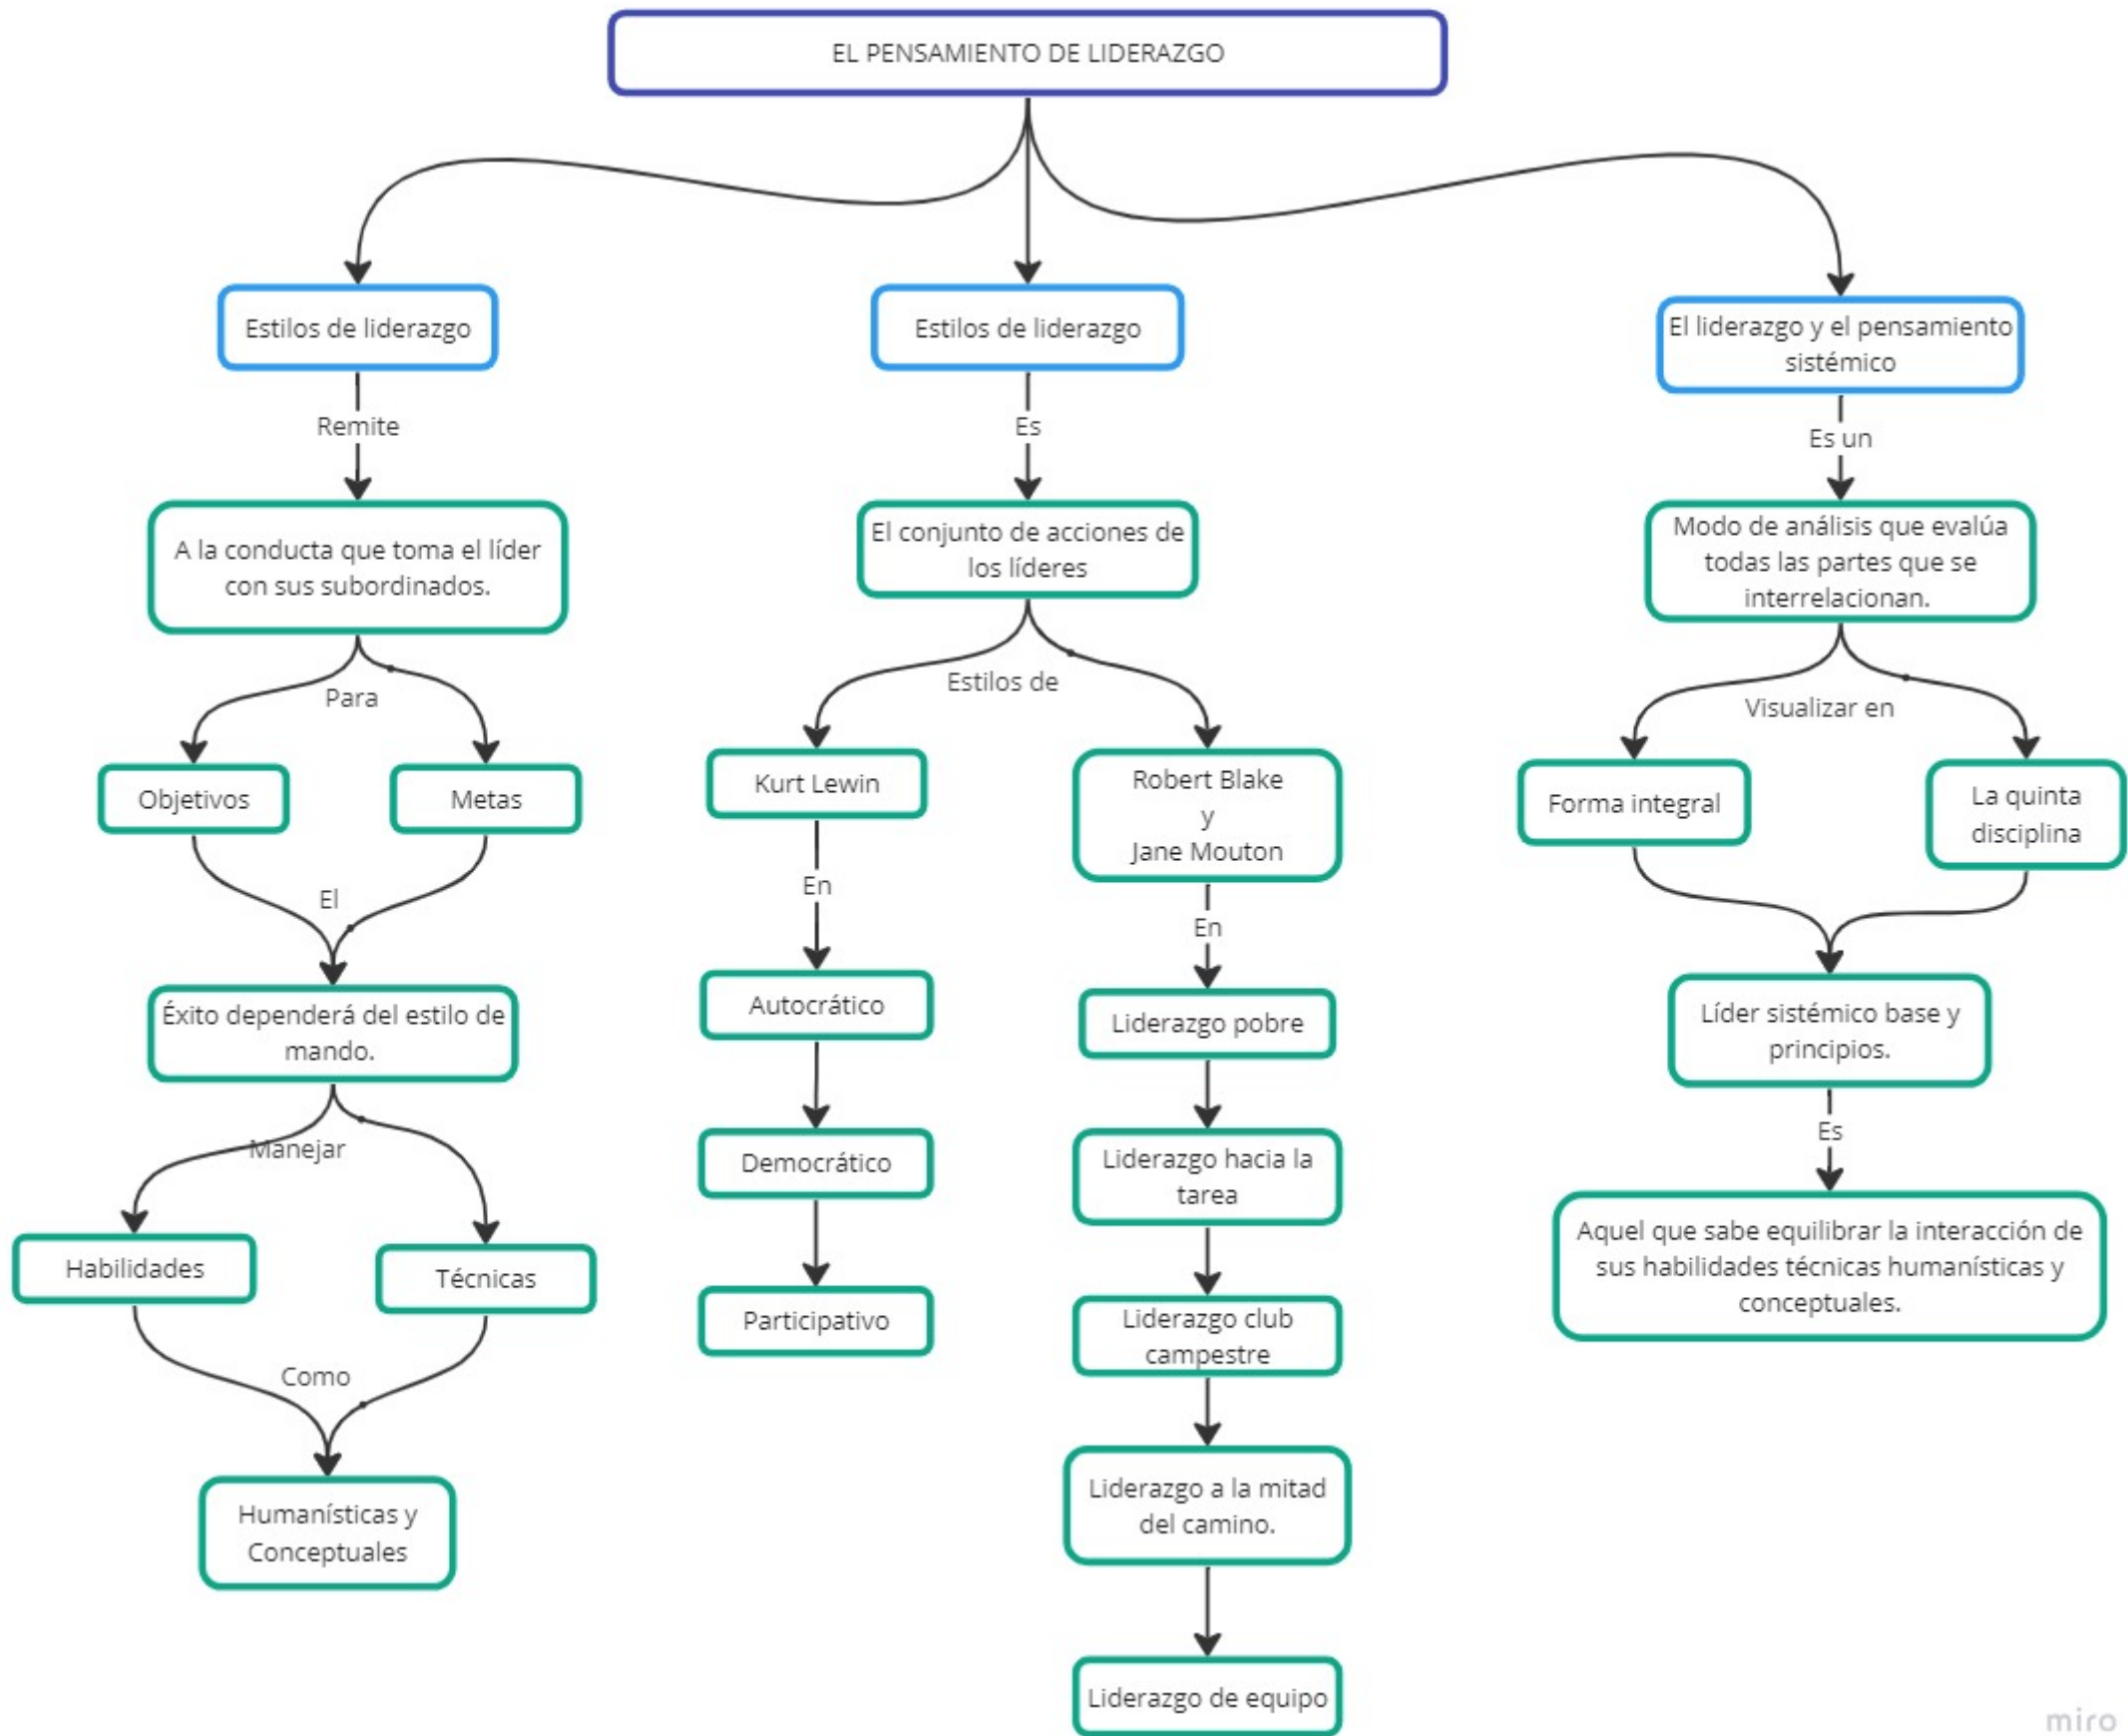 EL PENSAMIENTO DE LIDERAZGO
Estilos de liderazgo
Remite
A la conducta que toma el líder
con sus subordinados.
Para
Objetivos
Metas
El
Éxito dependerá del estilo de
mando.
Manejar
Habilidades
Técnicas
Como
Humanísticas y
Conceptuales
Estilos de liderazgo
Es
El conjunto de acciones de
los líderes
Estilos de
Kurt Lewin
En
Autocrático
Democrático
Participativo
Robert Blake
y
Jane Mouton
En
Liderazgo pobre
Liderazgo hacia la
tarea
Liderazgo club
campestre
Liderazgo a la mitad
del camino.
Liderazgo de equipo
El liderazgo y el pensamiento
sistémico
Es un
Modo de análisis que evalúa
todas las partes que se
interrelacionan.
Visualizar en
Forma integral
La quinta
disciplina
Líder sistémico base y
principios.
Es
Aquel que sabe equilibrar la interacción de
sus habilidades técnicas humanísticas y
conceptuales.
miro